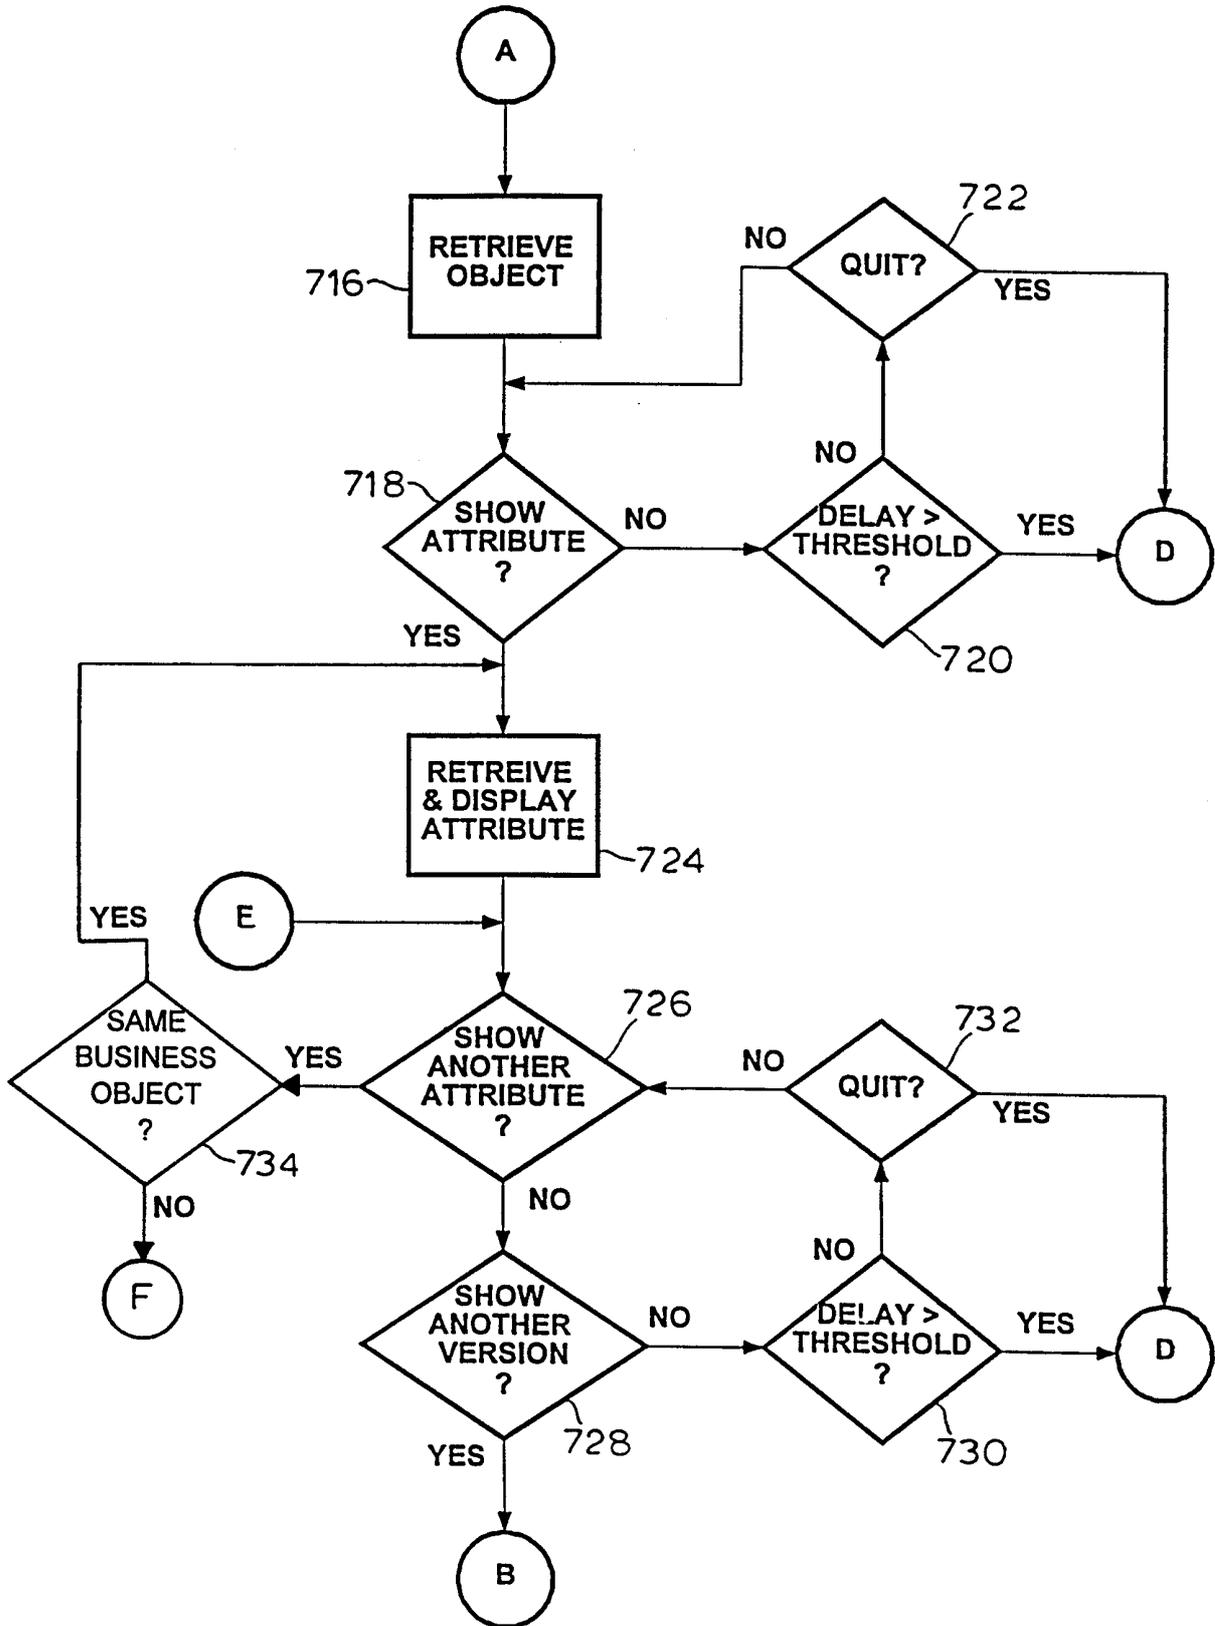 A
RETRIEVE
OBJECT
716
722
NO
QUIT?
YES
718
SHOW
ATTRIBUTE
?
NO
NO
DELAY >
THRESHOLD
?
YES
D
720
YES
RETREIVE
& DISPLAY
ATTRIBUTE
724
YES
E
SAME
BUSINESS
OBJECT
?
734
YES
NO
F
726
SHOW
ANOTHER
ATTRIBUTE
?
NO
732
NO
QUIT?
YES
SHOW
ANOTHER
VERSION
?
728
NO
NO
DELAY >
THRESHOLD
?
YES
D
730
YES
B